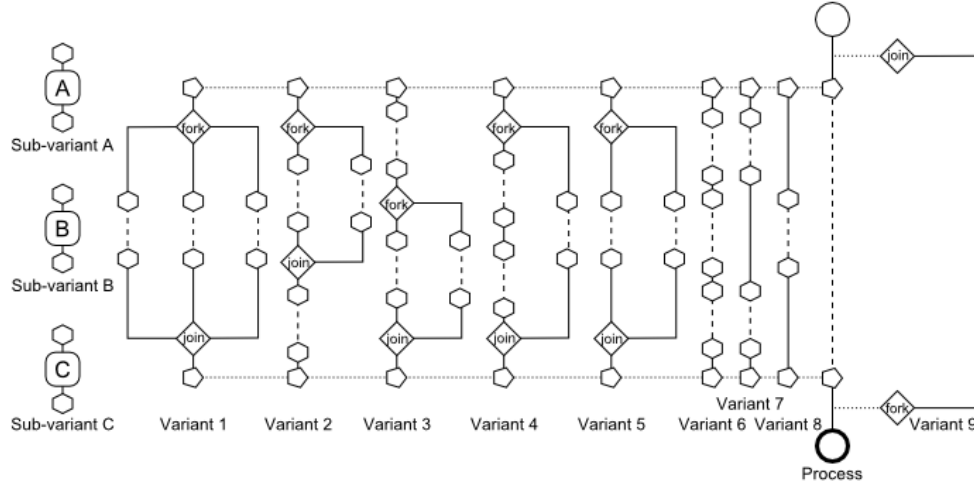 join
A
fork
fork
fork
fork
Sub-variant A
fork
B
join
Sub-variant B
join
join
join
join
C
fork
Variant 7
Sub-variant C
Variant 1
Variant 2
Variant 3
Variant 4
Variant 5
Variant 6
Variant 8
Variant 9
Process